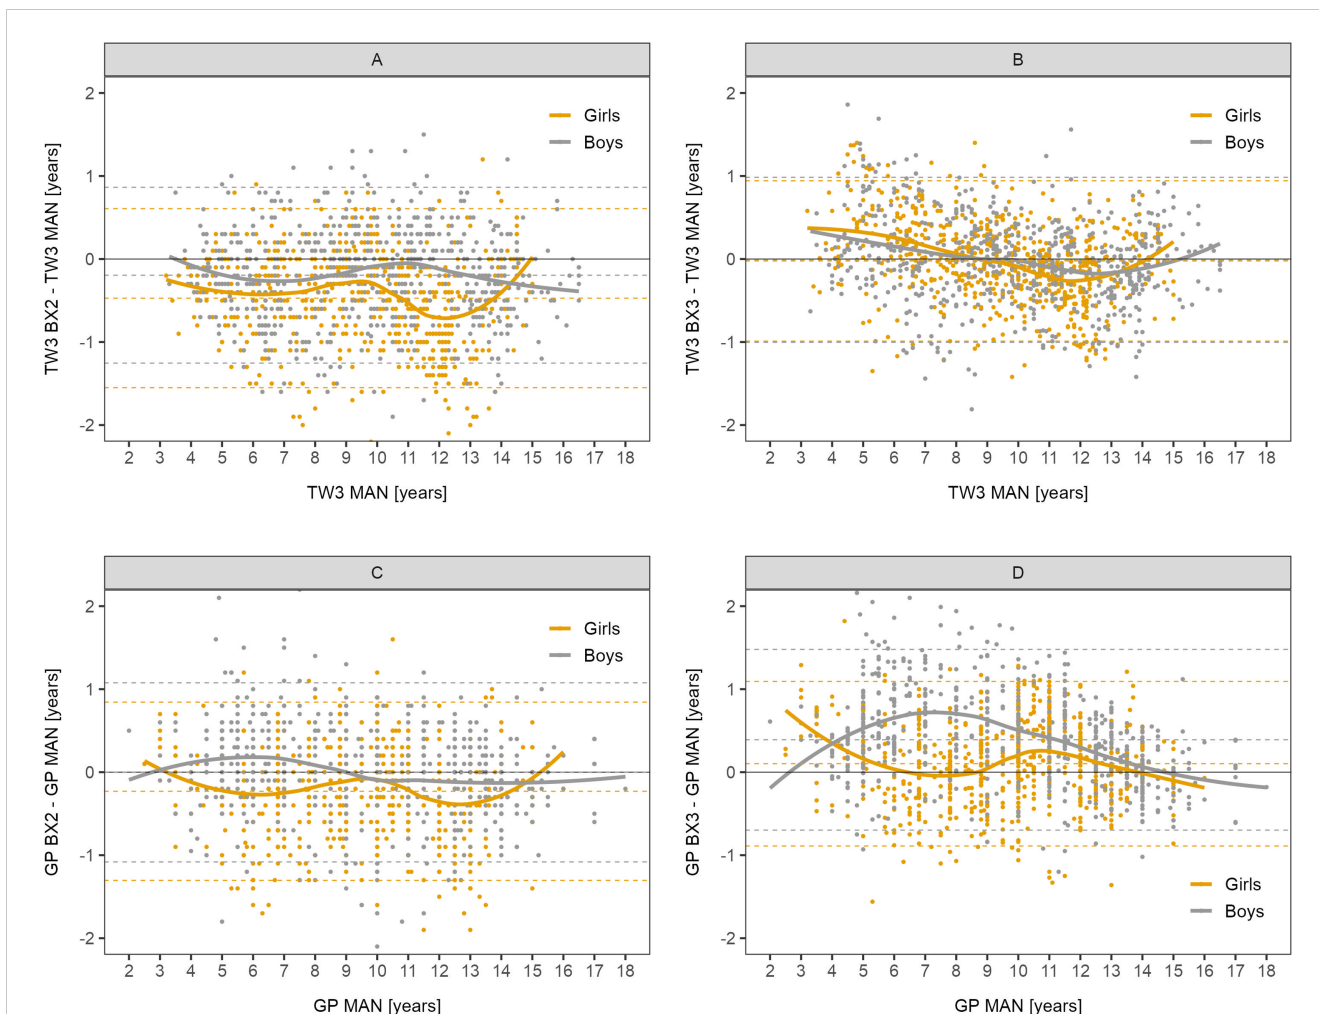 A
B
2
1
0
-1
-2
TW3 BX2 - TW3 MAN [years]
Girls
Boys
2 3 4 5 6 7 8 9 10 11 12 13 14 15 16 17 18
TW3 MAN [years]
2
1
0
-1
-2
TW3 BX3 - TW3 MAN [years]
Girls
Boys
2 3 4 5 6 7 8 9 10 11 12 13 14 15 16 17 18
TW3 MAN [years]
C
D
2
1
0
-1
-2
GP BX2 - GP MAN [years]
Girls
Boys
2 3 4 5 6 7 8 9 10 11 12 13 14 15 16 17 18
GP MAN [years]
2
1
0
-1
-2
GP BX3 - GP MAN [years]
Girls
Boys
2 3 4 5 6 7 8 9 10 11 12 13 14 15 16 17 18
GP MAN [years]